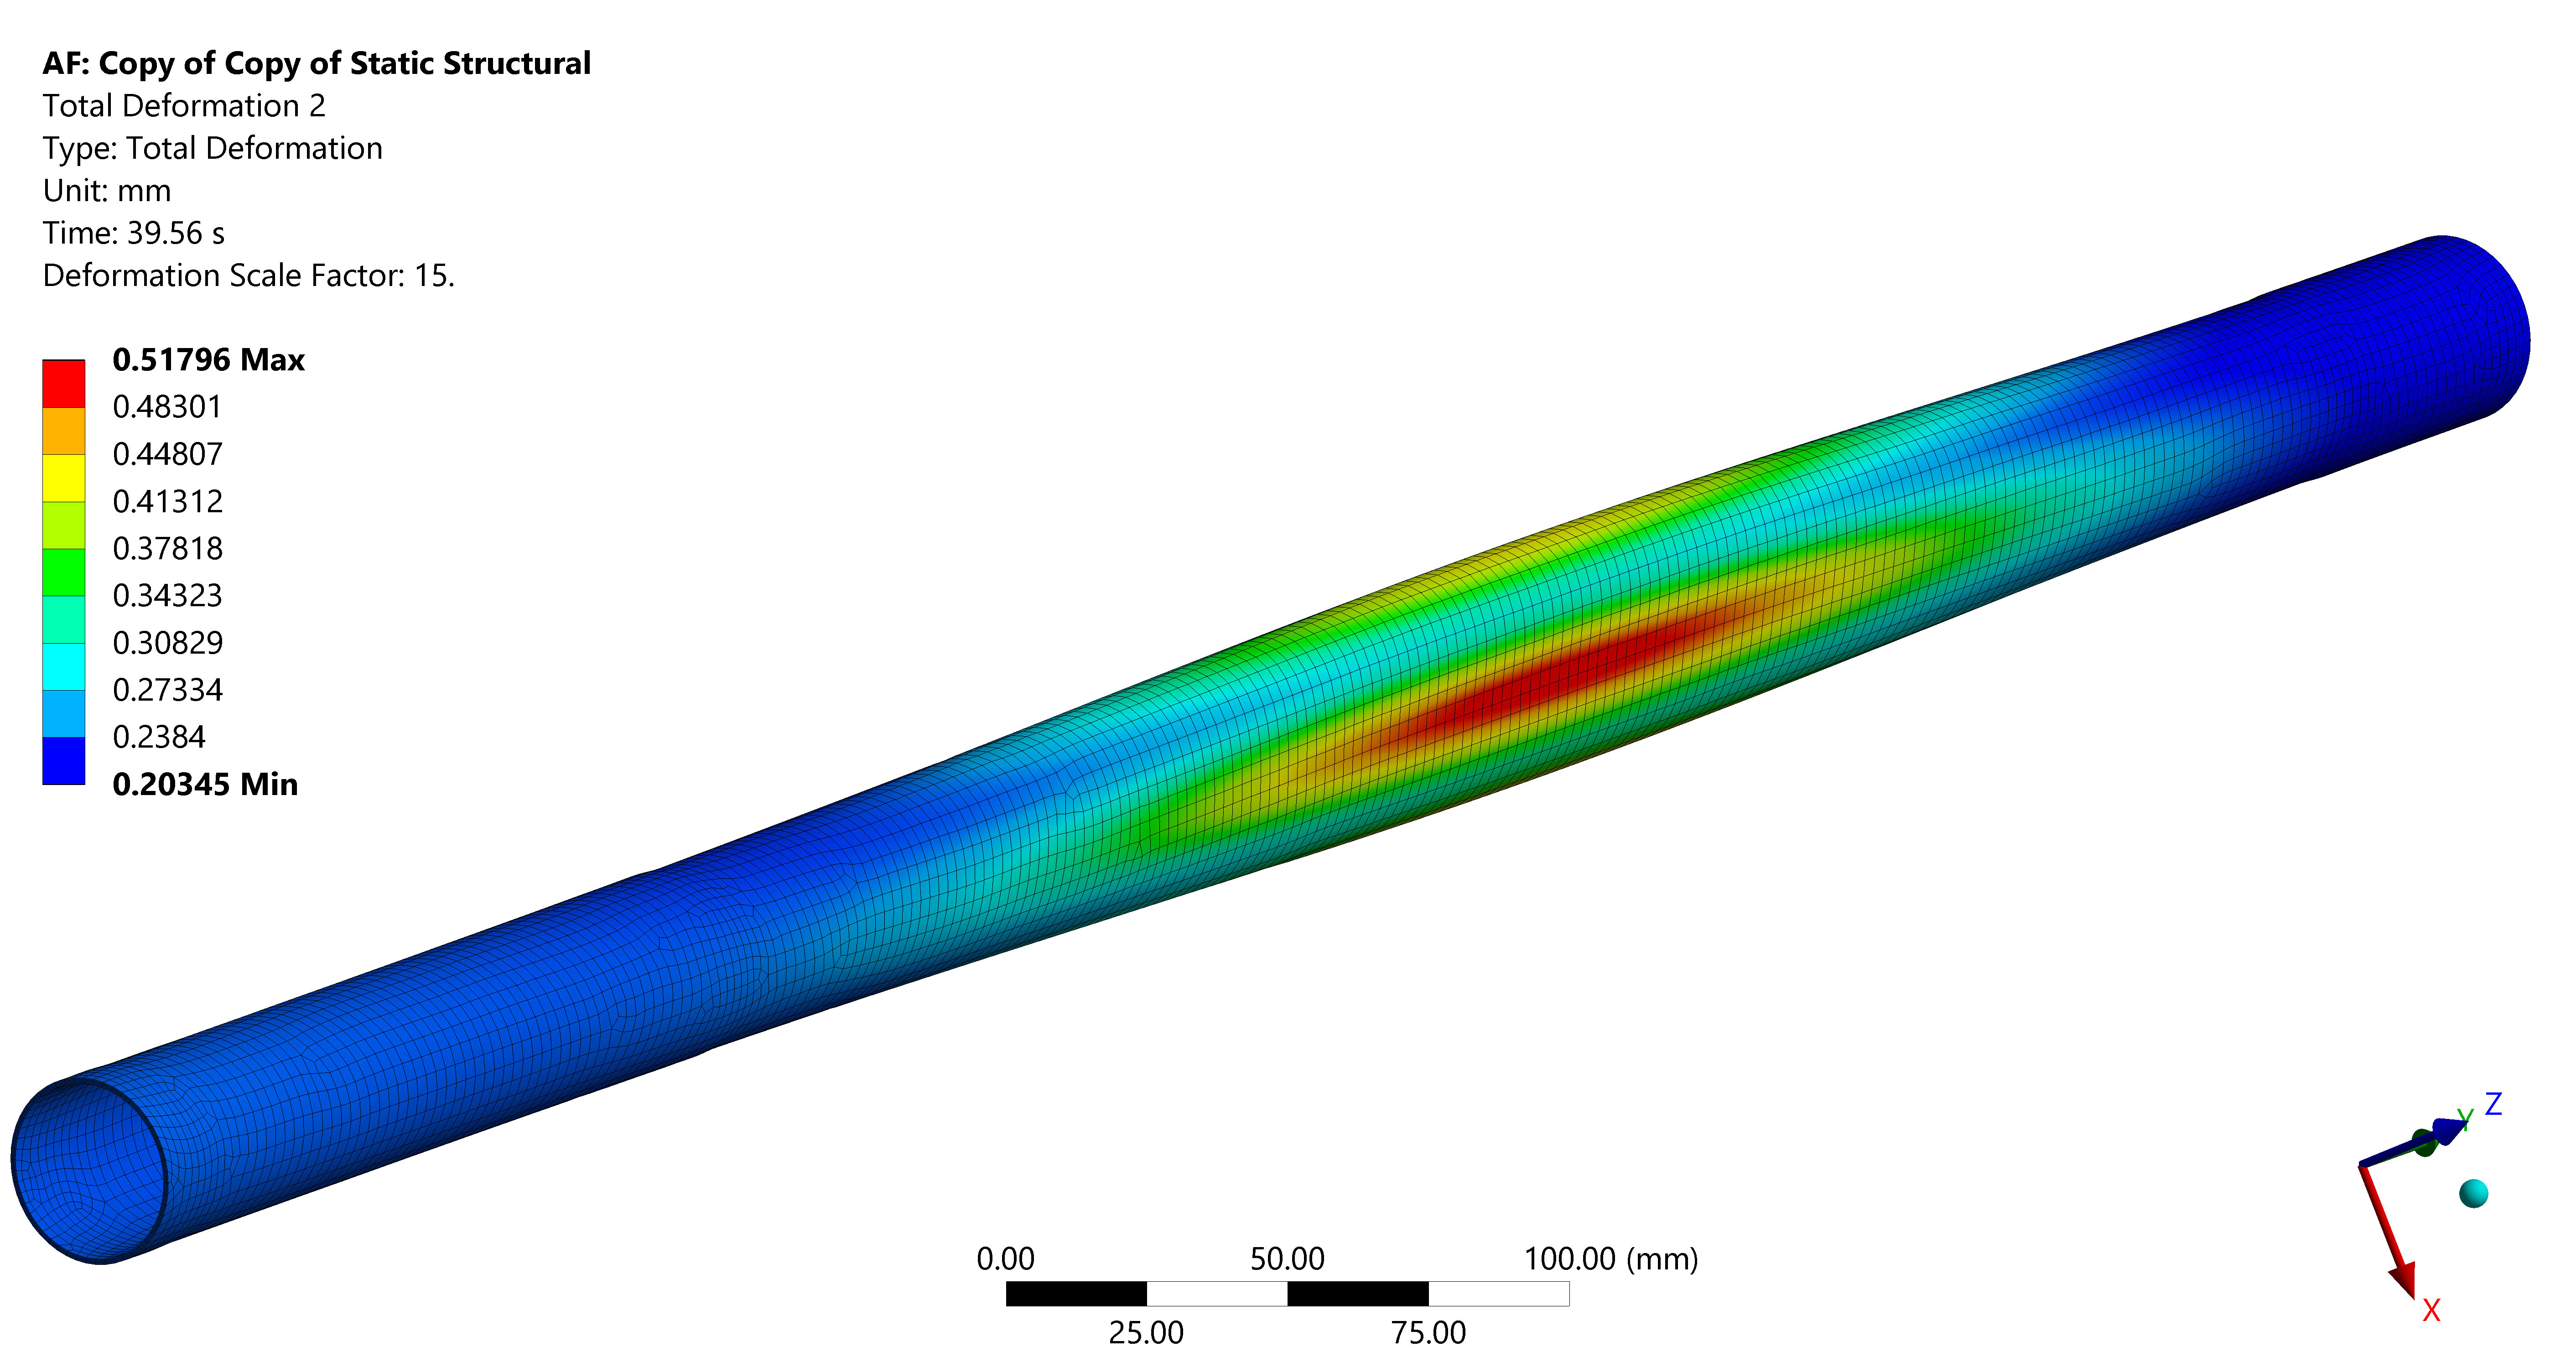 AF: Copy of Copy of Static Structural
Total Deformation 2
Type: Total Deformation
Unit: mm
Time: 39.56 s
Deformation Scale Factor: 15.
0.51796 Max
0.48301
0.44807
0.41312
0.37818
0.34323
0.30829
0.27334
0.2384
0.20345 Min
Y Z
X
0.00 50.00 100.00 (mm)
25.00 75.00